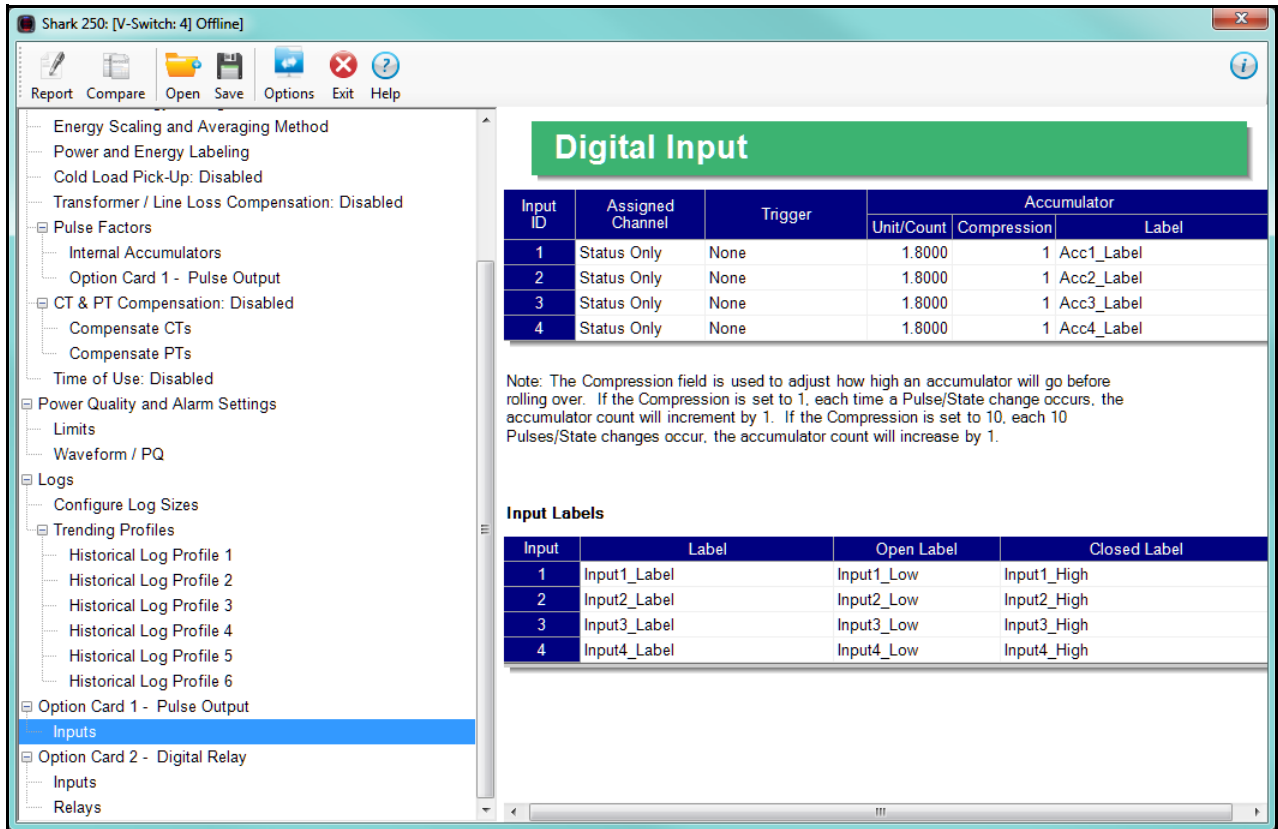 Shark 250: [V-Switch: 4] Offline]
Report Compare Open Save Options Exit Help
Energy Scaling and Averaging Method
Power and Energy Labeling
Cold Load Pick-Up: Disabled
Transformer / Line Loss Compensation: Disabled
Pulse Factors
Internal Accumulators
Option Card 1 - Pulse Output
CT & PT Compensation: Disabled
Compensate CTs
Compensate PTs
Time of Use: Disabled
Power Quality and Alarm Settings
Limits
Waveform / PQ
Logs
Configure Log Sizes
Trending Profiles
Historical Log Profile 1
Historical Log Profile 2
Historical Log Profile 3
Historical Log Profile 4
Historical Log Profile 5
Historical Log Profile 6
Option Card 1 - Pulse Output
Inputs
Option Card 2 - Digital Relay
Inputs
Relays
Digital Input
Input ID Assigned Channel Trigger Accumulator
Unit/Count Compression Label
1 Status Only None 1.8000 1 Acc1_Label
2 Status Only None 1.8000 1 Acc2_Label
3 Status Only None 1.8000 1 Acc3_Label
4 Status Only None 1.8000 1 Acc4_Label
Note: The Compression field is used to adjust how high an accumulator will go before
rolling over. If the Compression is set to 1, each time a Pulse/State change occurs, the
accumulator count will increment by 1. If the Compression is set to 10, each 10
Pulses/State changes occur, the accumulator count will increase by 1.
Input Labels
Input Label Open Label Closed Label
1 Input1_Label Input1_Low Input1_High
2 Input2_Label Input2_Low Input2_High
3 Input3_Label Input3_Low Input3_High
4 Input4_Label Input4_Low Input4_High